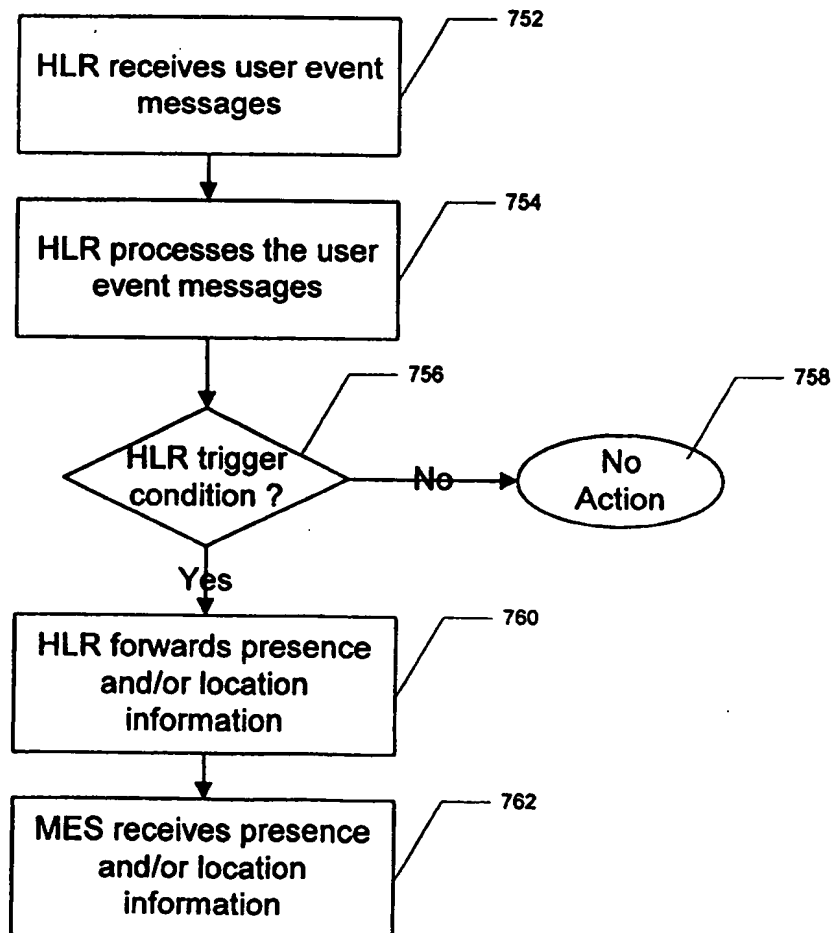 752
HLR receives user event
messages
754
HLR processes the user
event messages
756
758
HLR trigger
condition ?
No
No
Action
Yes
760
HLR forwards presence
and/or location
information
762
MES receives presence
and/or location
information